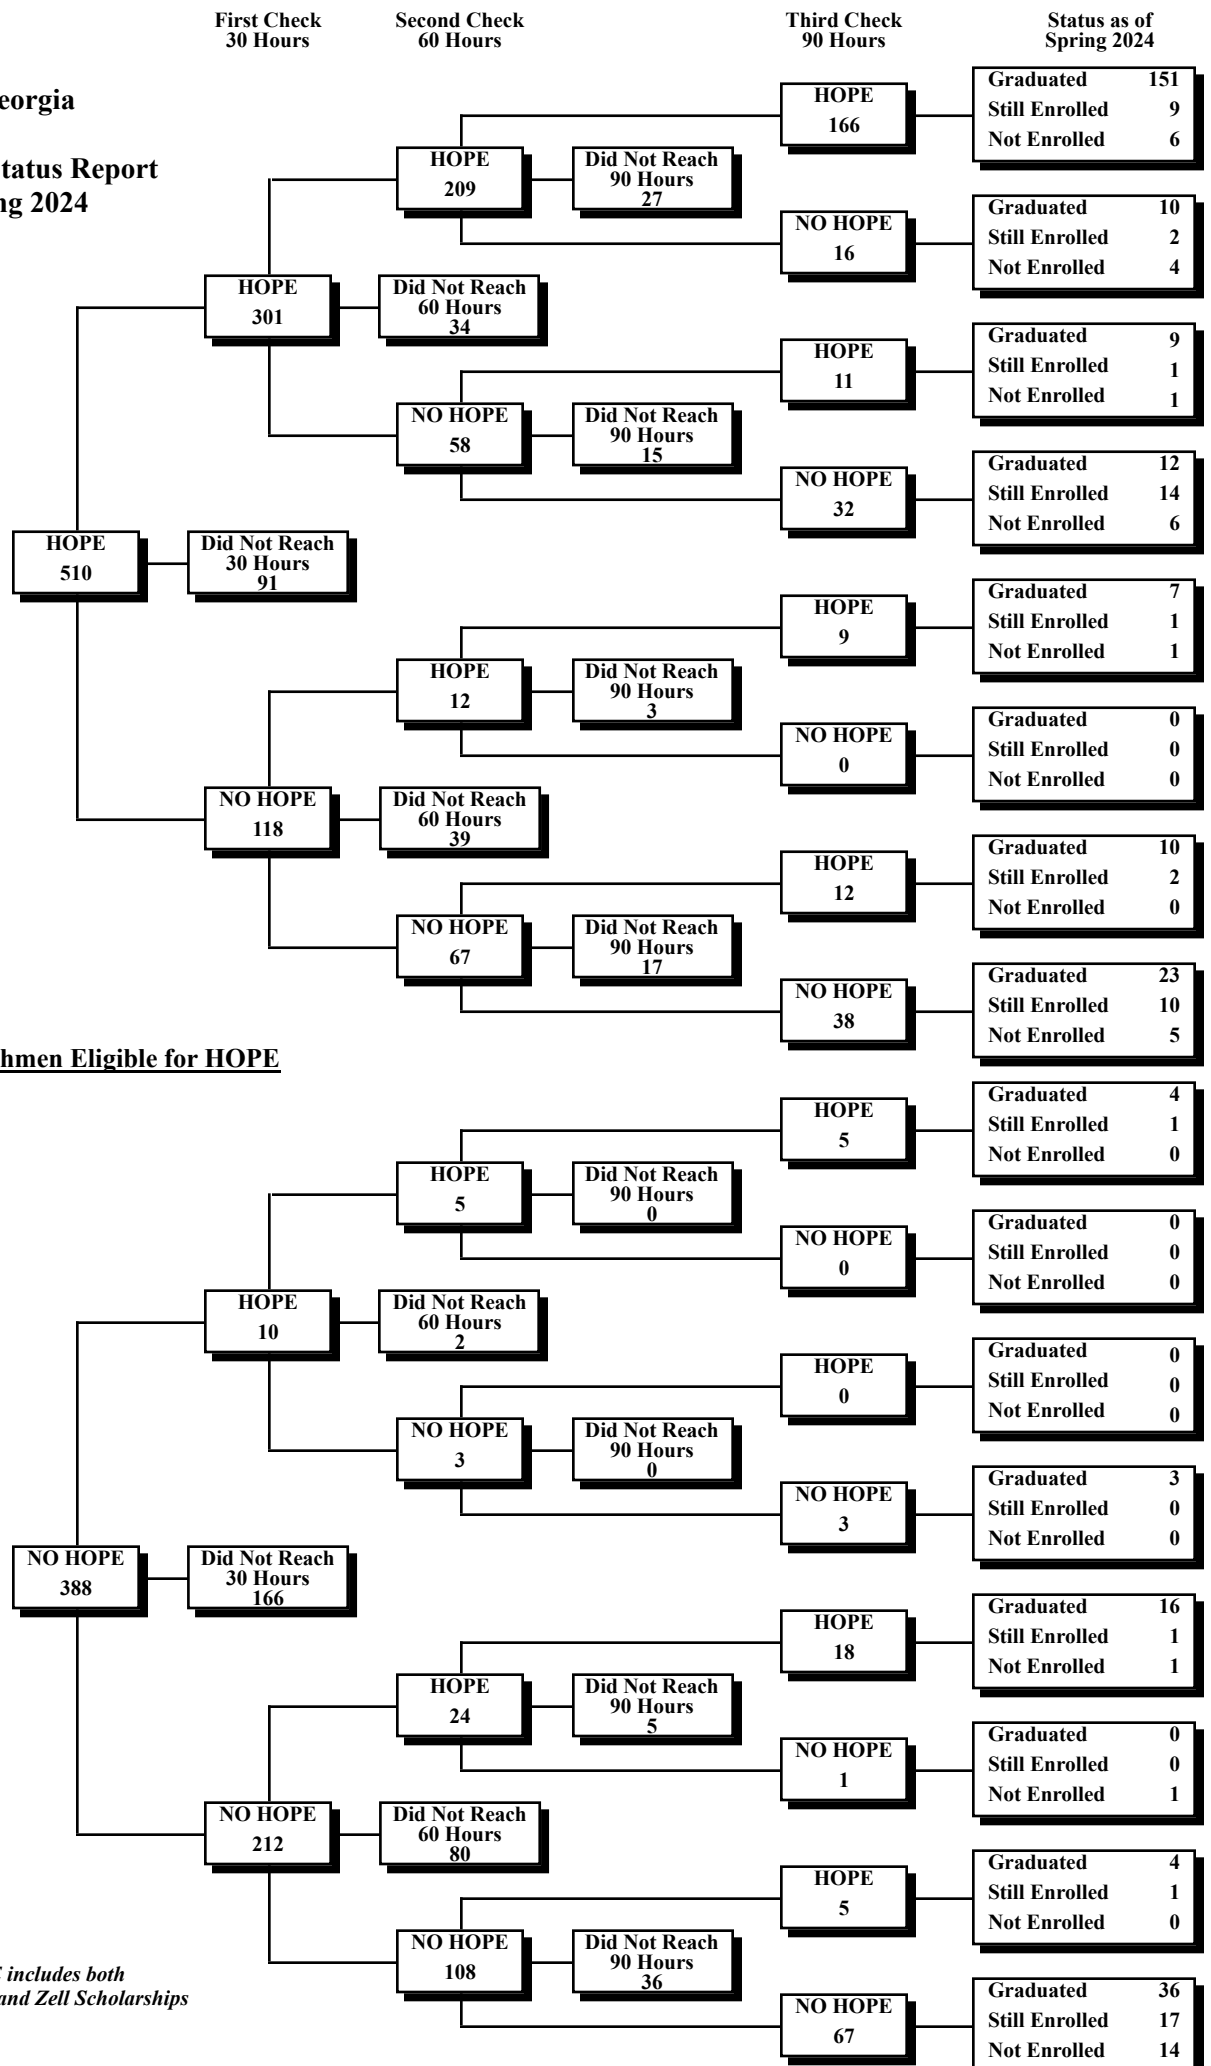 First Check
30 Hours
Second Check
60 Hours
Third Check
90 Hours
Status as of
Spring 2024
eorgia
tatus Report
ng 2024
HOPE
166
Graduated 151
Still Enrolled 9
Not Enrolled 6
HOPE
209
Did Not Reach
90 Hours
27
NO HOPE
16
Graduated 10
Still Enrolled 2
Not Enrolled 4
HOPE
301
Did Not Reach
60 Hours
34
HOPE
11
Graduated 9
Still Enrolled 1
Not Enrolled 1
NO HOPE
58
Did Not Reach
90 Hours
15
NO HOPE
32
Graduated 12
Still Enrolled 14
Not Enrolled 6
HOPE
510
Did Not Reach
30 Hours
91
HOPE
9
Graduated 7
Still Enrolled 1
Not Enrolled 1
HOPE
12
Did Not Reach
90 Hours
3
NO HOPE
0
Graduated 0
Still Enrolled 0
Not Enrolled 0
NO HOPE
118
Did Not Reach
60 Hours
39
HOPE
12
Graduated 10
Still Enrolled 2
Not Enrolled 0
NO HOPE
67
Did Not Reach
90 Hours
17
NO HOPE
38
Graduated 23
Still Enrolled 10
Not Enrolled 5
hmen Eligible for HOPE
HOPE
5
Graduated 4
Still Enrolled 1
Not Enrolled 0
HOPE
5
Did Not Reach
90 Hours
0
NO HOPE
0
Graduated 0
Still Enrolled 0
Not Enrolled 0
HOPE
10
Did Not Reach
60 Hours
2
HOPE
0
Graduated 0
Still Enrolled 0
Not Enrolled 0
NO HOPE
3
Did Not Reach
90 Hours
0
NO HOPE
3
Graduated 3
Still Enrolled 0
Not Enrolled 0
NO HOPE
388
Did Not Reach
30 Hours
166
HOPE
18
Graduated 16
Still Enrolled 1
Not Enrolled 1
HOPE
24
Did Not Reach
90 Hours
5
NO HOPE
1
Graduated 0
Still Enrolled 0
Not Enrolled 1
NO HOPE
212
Did Not Reach
60 Hours
80
HOPE
5
Graduated 4
Still Enrolled 1
Not Enrolled 0
NO HOPE
108
Did Not Reach
90 Hours
36
NO HOPE
67
Graduated 36
Still Enrolled 17
Not Enrolled 14
includes both
and Zell Scholarships